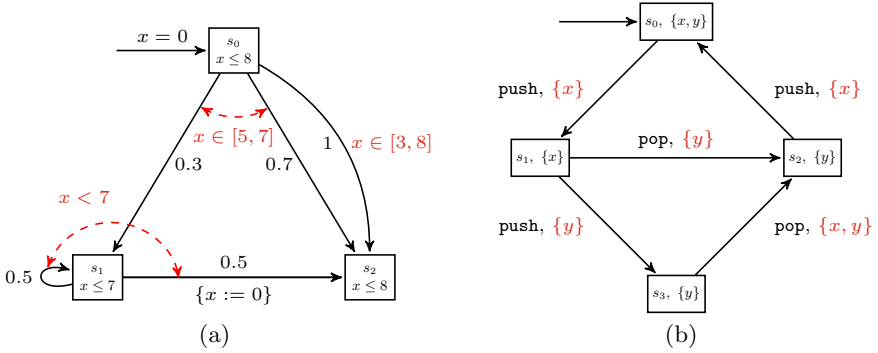 x = 0
s₀
x ≤ 8
x ∈ [5, 7]
x ∈ [3, 8]
1
0.3
0.7
x < 7
0.5
s₁
x ≤ 7
0.5
{x := 0}
s₂
x ≤ 8
(a)
s₀, {x, y}
push, {x}
push, {x}
s₁, {x}
pop, {y}
s₂, {y}
push, {y}
pop, {x, y}
s₃, {y}
(b)